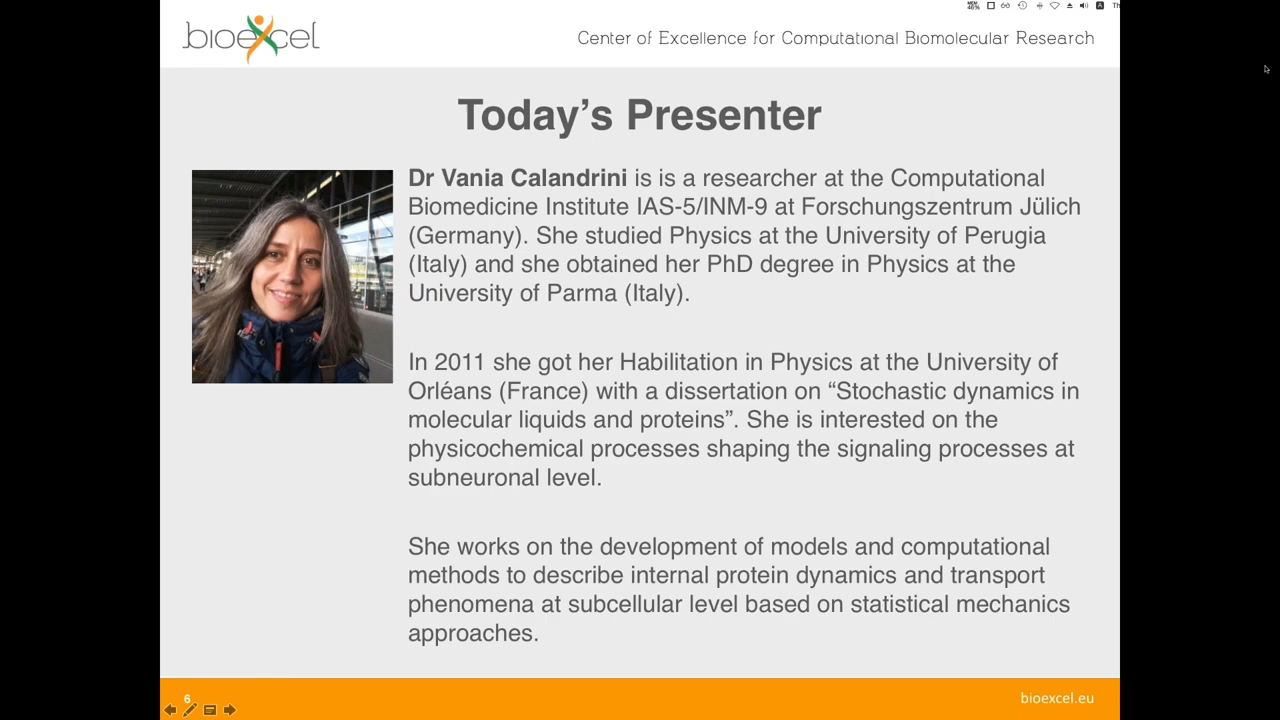 bioexcel
Center of Excellence for Computational Biomolecular Research
Today’s Presenter
Dr Vania Calandrini is is a researcher at the Computational
Biomedicine Institute IAS-5/INM-9 at Forschungszentrum Jülich
(Germany). She studied Physics at the University of Perugia
(Italy) and she obtained her PhD degree in Physics at the
University of Parma (Italy).
In 2011 she got her Habilitation in Physics at the University of
Orléans (France) with a dissertation on “Stochastic dynamics in
molecular liquids and proteins”. She is interested on the
physicochemical processes shaping the signaling processes at
subneuronal level.
She works on the development of models and computational
methods to describe internal protein dynamics and transport
phenomena at subcellular level based on statistical mechanics
approaches.
6
bioexcel.eu